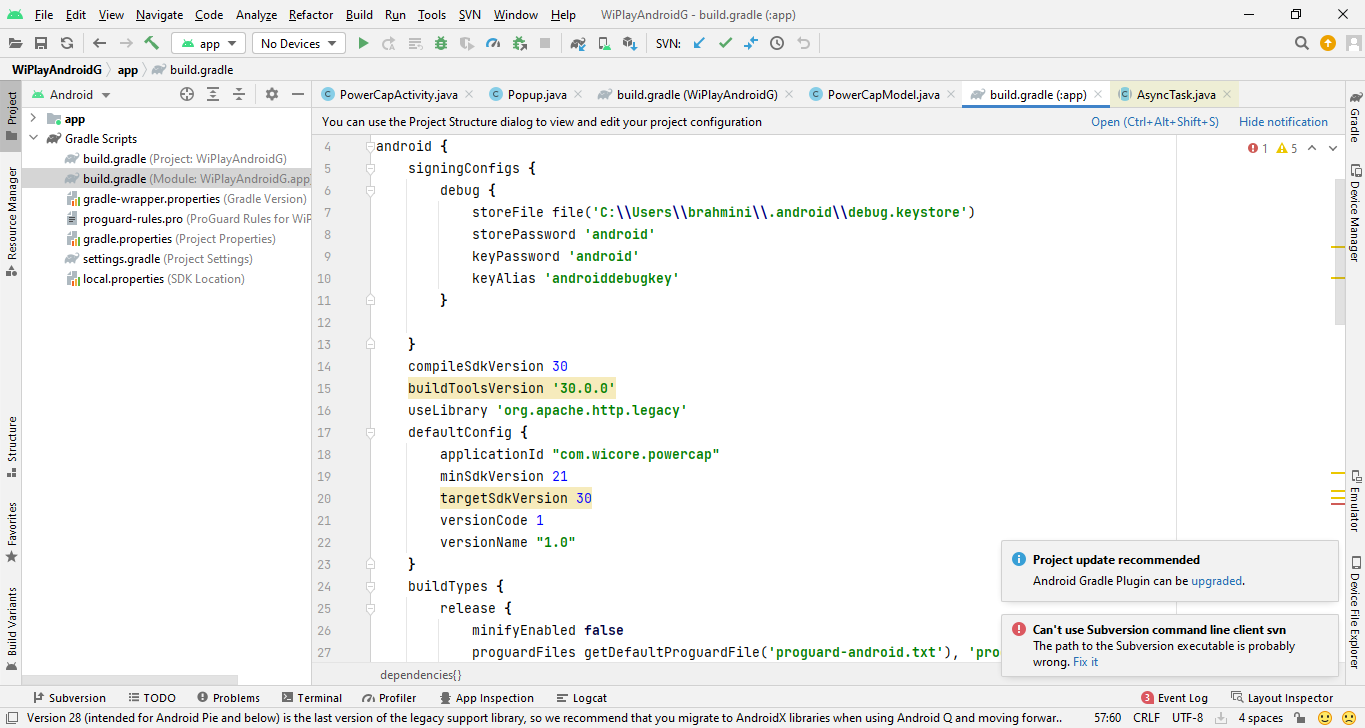 File Edit View Navigate Code Analyze Refactor Build Run Tools SVN Window Help WiPlayAndroidG - build.gradle (:app)
app No Devices SVN:
WiPlayAndroidG app build.gradle
Project
Resource Manager
Structure
Favorites
Build Variants
Android
app
Gradle Scripts
build.gradle (Project: WiPlayAndroidG)
build.gradle (Module: WiPlayAndroidG.app
gradle-wrapper.properties (Gradle Version)
proguard-rules.pro (ProGuard Rules for WiP
gradle.properties (Project Properties)
settings.gradle (Project Settings)
local.properties (SDK Location)
PowerCapActivity.java Popup.java build.gradle (WiPlayAndroidG) PowerCapModel.java build.gradle (:app) AsyncTask.java
You can use the Project Structure dialog to view and edit your project configuration Open (Ctrl+Alt+Shift+S) Hide notification
1 5
4 android {
5 signingConfigs {
6 debug {
7 storeFile file('C:\\Users\\brahmini\\.android\\debug.keystore')
8 storePassword 'android'
9 keyPassword 'android'
10 keyAlias 'androiddebugkey'
11 }
12
13 }
14 compileSdkVersion 30
15 buildToolsVersion '30.0.0'
16 useLibrary 'org.apache.http.legacy'
17 defaultConfig {
18 applicationId "com.wicore.powercap"
19 minSdkVersion 21
20 targetSdkVersion 30
21 versionCode 1
22 versionName "1.0"
23 }
24 buildTypes {
25 release {
26 minifyEnabled false
27 proguardFiles getDefaultProguardFile('proguard-android.txt'), 'pro
dependencies{}
Project update recommended
Android Gradle Plugin can be upgraded.
Can't use Subversion command line client svn
The path to the Subversion executable is probably
wrong. Fix it
Gradle
Device Manager
Emulator
Device File Explorer
Subversion TODO Problems Terminal Profiler App Inspection Logcat 3 Event Log Layout Inspector
Version 28 (intended for Android Pie and below) is the last version of the legacy support library, so we recommend that you migrate to AndroidX libraries when using Android Q and moving forwar.. 57:60 CRLF UTF-8 4 spaces